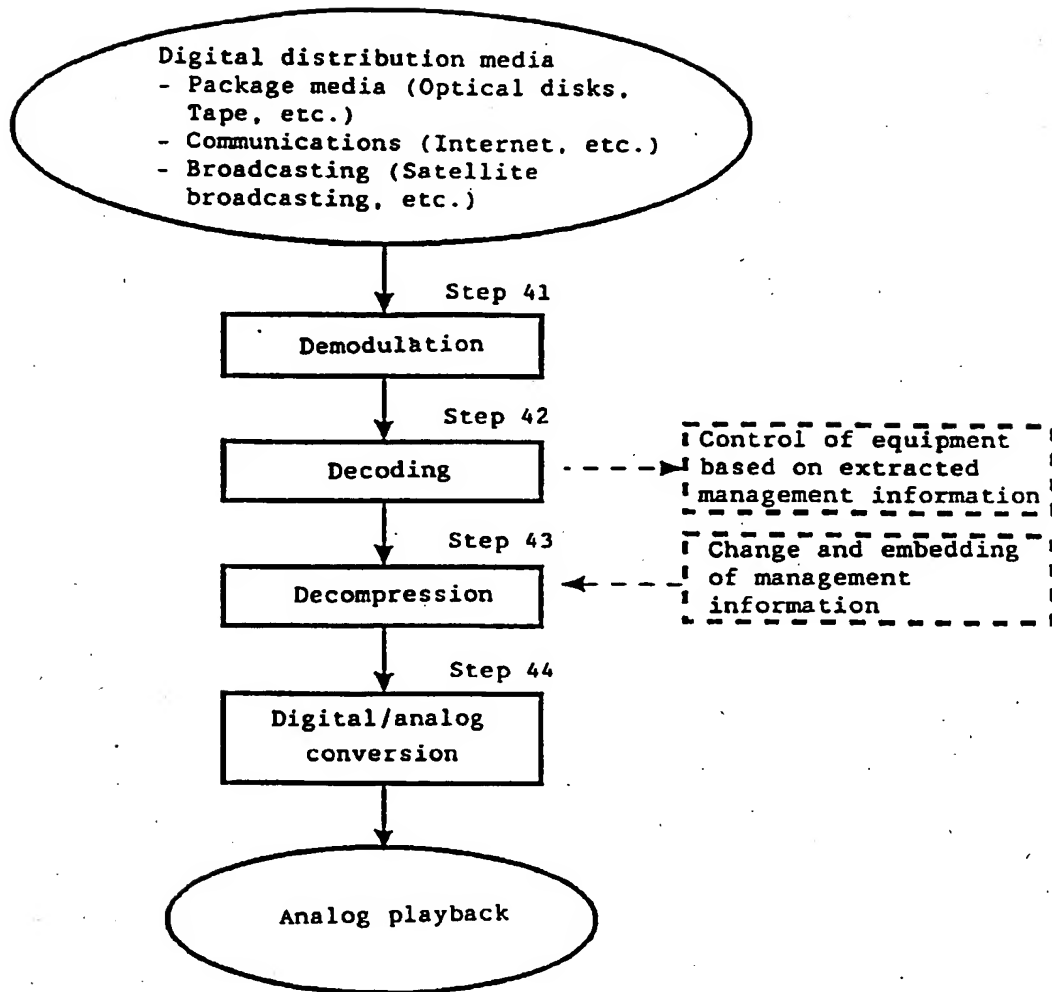 Digital distribution media
- Package media (Optical disks,
Tape, etc.)
- Communications (Internet, etc.)
- Broadcasting (Satellite
broadcasting, etc.)
Step 41
Demodulation
Step 42
Decoding
Control of equipment
based on extracted
management information
Step 43
Decompression
Change and embedding
of management
information
Step 44
Digital/analog
conversion
Analog playback